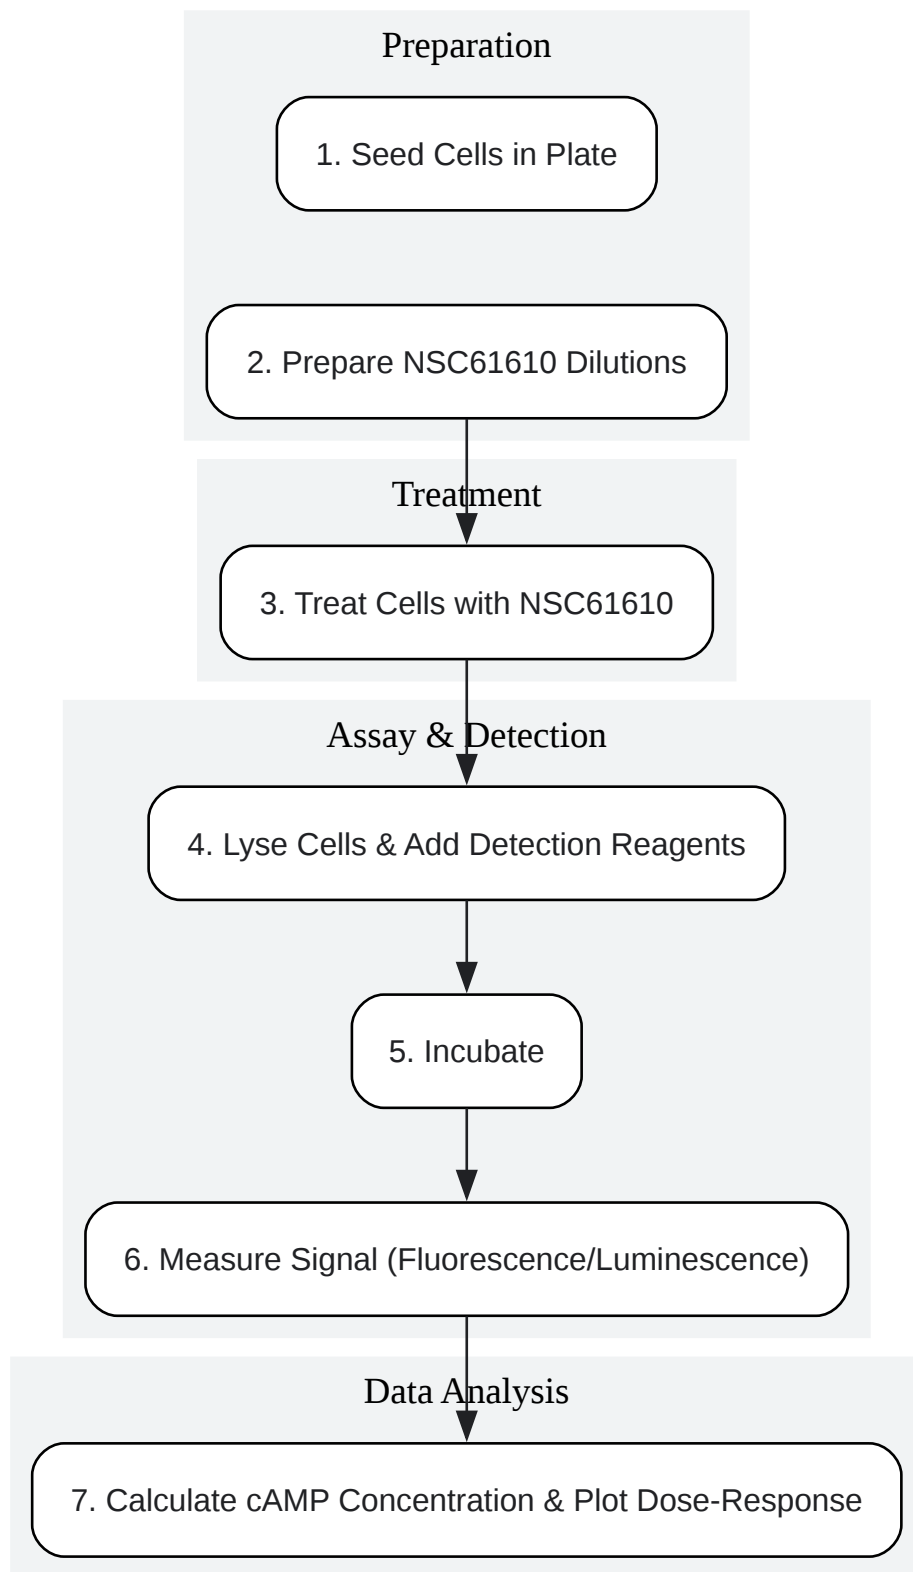 Preparation
1. Seed Cells in Plate
2. Prepare NSC61610 Dilutions
Treatment
3. Treat Cells with NSC61610
Assay & Detection
4. Lyse Cells & Add Detection Reagents
5. Incubate
6. Measure Signal (Fluorescence/Luminescence)
Data Analysis
7. Calculate cAMP Concentration & Plot Dose-Response